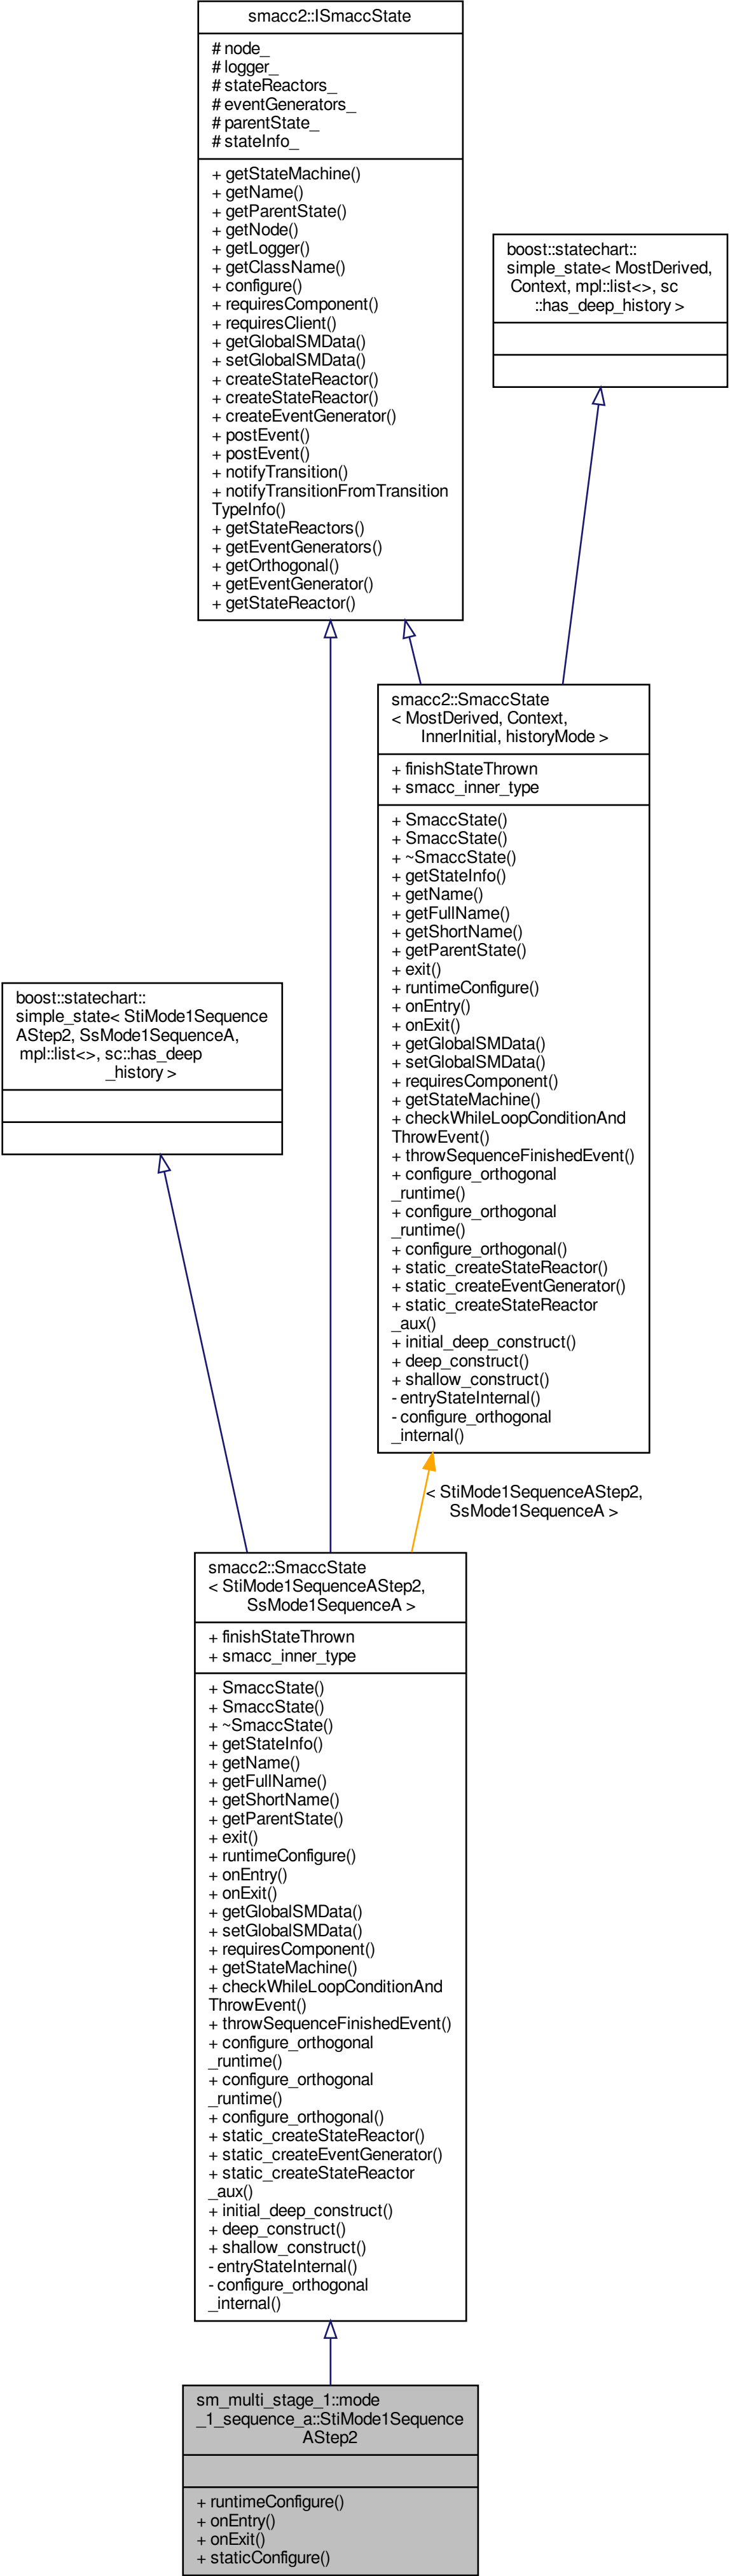 smacc2::ISmaccState
# node_
# logger_
# stateReactors_
# eventGenerators_
# parentState_
# stateInfo_
+ getStateMachine()
+ getName()
+ getParentState()
+ getNode()
+ getLogger()
+ getClassName()
+ configure()
+ requiresComponent()
+ requiresClient()
+ getGlobalSMData()
+ setGlobalSMData()
+ createStateReactor()
+ createStateReactor()
+ createEventGenerator()
+ postEvent()
+ postEvent()
+ notifyTransition()
+ notifyTransitionFromTransition
TypeInfo()
+ getStateReactors()
+ getEventGenerators()
+ getOrthogonal()
+ getEventGenerator()
+ getStateReactor()
boost::statechart::
simple_state< MostDerived,
Context, mpl::list<>, sc
::has_deep_history >
smacc2::SmaccState
< MostDerived, Context,
InnerInitial, historyMode >
+ finishStateThrown
+ smacc_inner_type
+ SmaccState()
+ SmaccState()
+ ~SmaccState()
+ getStateInfo()
+ getName()
+ getFullName()
+ getShortName()
+ getParentState()
+ exit()
+ runtimeConfigure()
+ onEntry()
+ onExit()
+ getGlobalSMData()
+ setGlobalSMData()
+ requiresComponent()
+ getStateMachine()
+ checkWhileLoopConditionAnd
ThrowEvent()
+ throwSequenceFinishedEvent()
+ configure_orthogonal
_runtime()
+ configure_orthogonal
_runtime()
+ configure_orthogonal()
+ static_createStateReactor()
+ static_createEventGenerator()
+ static_createStateReactor
_aux()
+ initial_deep_construct()
+ deep_construct()
+ shallow_construct()
- entryStateInternal()
- configure_orthogonal
_internal()
boost::statechart::
simple_state< StiMode1Sequence
AStep2, SsMode1SequenceA,
mpl::list<>, sc::has_deep
_history >
< StiMode1SequenceAStep2,
SsMode1SequenceA >
smacc2::SmaccState
< StiMode1SequenceAStep2,
SsMode1SequenceA >
+ finishStateThrown
+ smacc_inner_type
+ SmaccState()
+ SmaccState()
+ ~SmaccState()
+ getStateInfo()
+ getName()
+ getFullName()
+ getShortName()
+ getParentState()
+ exit()
+ runtimeConfigure()
+ onEntry()
+ onExit()
+ getGlobalSMData()
+ setGlobalSMData()
+ requiresComponent()
+ getStateMachine()
+ checkWhileLoopConditionAnd
ThrowEvent()
+ throwSequenceFinishedEvent()
+ configure_orthogonal
_runtime()
+ configure_orthogonal
_runtime()
+ configure_orthogonal()
+ static_createStateReactor()
+ static_createEventGenerator()
+ static_createStateReactor
_aux()
+ initial_deep_construct()
+ deep_construct()
+ shallow_construct()
- entryStateInternal()
- configure_orthogonal
_internal()
sm_multi_stage_1::mode
_1_sequence_a::StiMode1Sequence
AStep2
+ runtimeConfigure()
+ onEntry()
+ onExit()
+ staticConfigure()